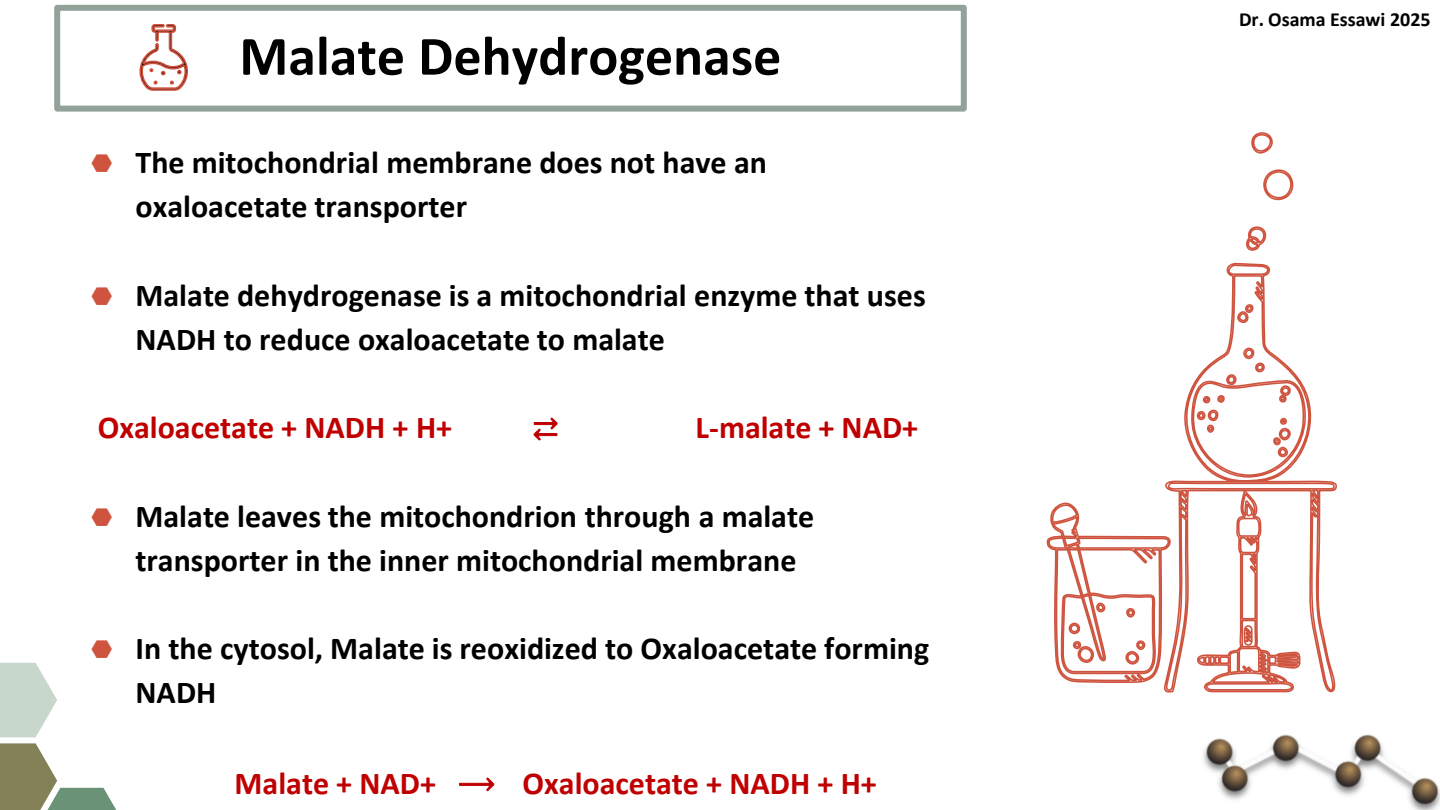 Dr. Osama Essawi 2025
Malate Dehydrogenase
The mitochondrial membrane does not have an
oxaloacetate transporter
Malate dehydrogenase is a mitochondrial enzyme that uses
NADH to reduce oxaloacetate to malate
Oxaloacetate + NADH + H+ ⇄ L-malate + NAD+
Malate leaves the mitochondrion through a malate
transporter in the inner mitochondrial membrane
In the cytosol, Malate is reoxidized to Oxaloacetate forming
NADH
Malate + NAD+ ⟶ Oxaloacetate + NADH + H+